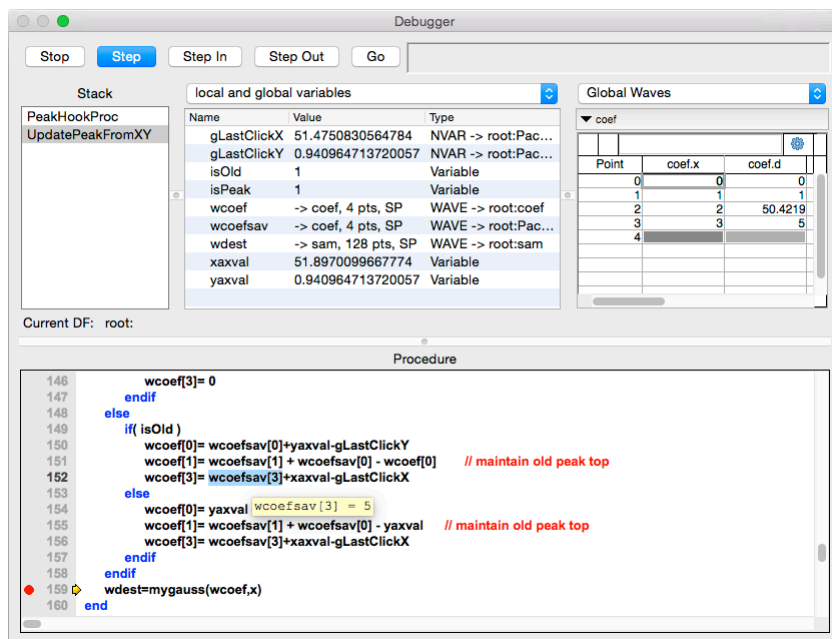 Debugger
Stop Step Step In Step Out Go
Stack
PeakHookProc
UpdatePeakFromXY
local and global variables
Name Value Type
gLastClickX 51.4750830564784 NVAR -> root:Pac...
gLastClickY 0.940964713720057 NVAR -> root:Pac...
isOld 1 Variable
isPeak 1 Variable
wcoef -> coef, 4 pts, SP WAVE -> root:coef
wcoefsav -> coef, 4 pts, SP WAVE -> root:Pac...
wdest -> sam, 128 pts, SP WAVE -> root:sam
xaxval 51.8970099667774 Variable
yaxval 0.940964713720057 Variable
Global Waves
coef
Point coef.x coef.d
0 0 0
1 1 1
2 2 50.4219
3 3 5
4
Current DF: root:
Procedure
146 wcoef[3]= 0
147 endif
148 else
149 if( isOld )
150 wcoef[0]= wcoefsav[0]+yaxval-gLastClickY
151 wcoef[1]= wcoefsav[1] + wcoefsav[0] - wcoef[0] // maintain old peak top
152 wcoef[3]= wcoefsav[3]+xaxval-gLastClickX
153 else
154 wcoef[0]= yaxval
wcoefsav[3] = 5
155 wcoef[1]= wcoefsav[1] + wcoefsav[0] - yaxval // maintain old peak top
156 wcoef[3]= wcoefsav[3]+xaxval-gLastClickX
157 endif
158 endif
159 wdest=mygauss(wcoef,x)
160 end